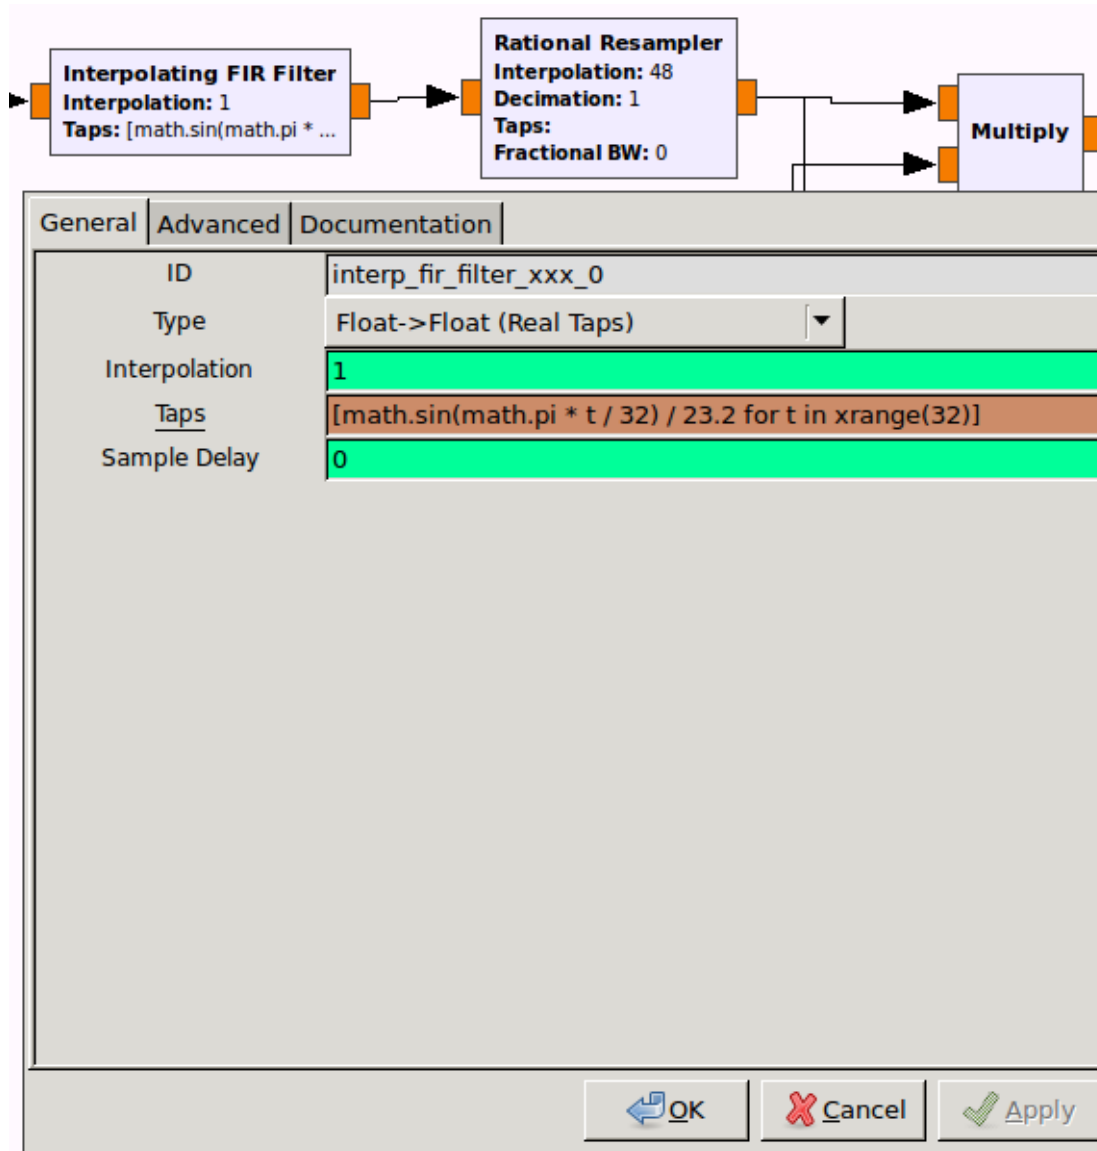 Interpolating FIR Filter
Interpolation: 1
Taps: [math.sin(math.pi * ...
Rational Resampler
Interpolation: 48
Decimation: 1
Taps:
Fractional BW: 0
Multiply
General Advanced Documentation
ID interp_fir_filter_xxx_0
Type Float->Float (Real Taps)
Interpolation 1
Taps [math.sin(math.pi * t / 32) / 23.2 for t in xrange(32)]
Sample Delay 0
OK Cancel Apply